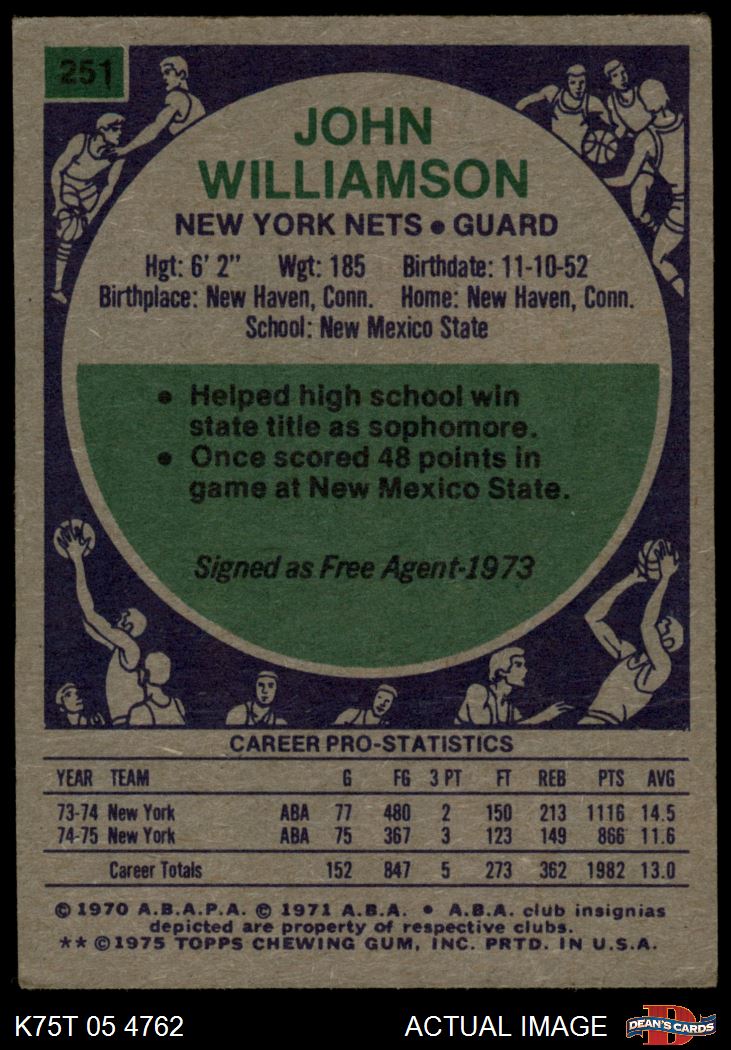 251
JOHN
WILLIAMSON
NEW YORK NETS • GUARD
Hgt: 6' 2" Wgt: 185 Birthdate: 11-10-52
Birthplace: New Haven, Conn. Home: New Haven, Conn.
School: New Mexico State
• Helped high school win
state title as sophomore.
• Once scored 48 points in
game at New Mexico State.
Signed as Free Agent-1973
CAREER PRO-STATISTICS
YEAR TEAM G FG 3 PT FT REB PTS AVG
73-74 New York ABA 77 480 2 150 213 1116 14.5
74-75 New York ABA 75 367 3 123 149 866 11.6
Career Totals 152 847 5 273 362 1982 13.0
© 1970 A.B.A.P.A. © 1971 A.B.A. • A.B.A. club insignias
depicted are property of respective clubs.
** © 1975 TOPPS CHEWING GUM, INC. PRTD. IN U.S.A.
K75T 05 4762 ACTUAL IMAGE D DEAN'S CARDS